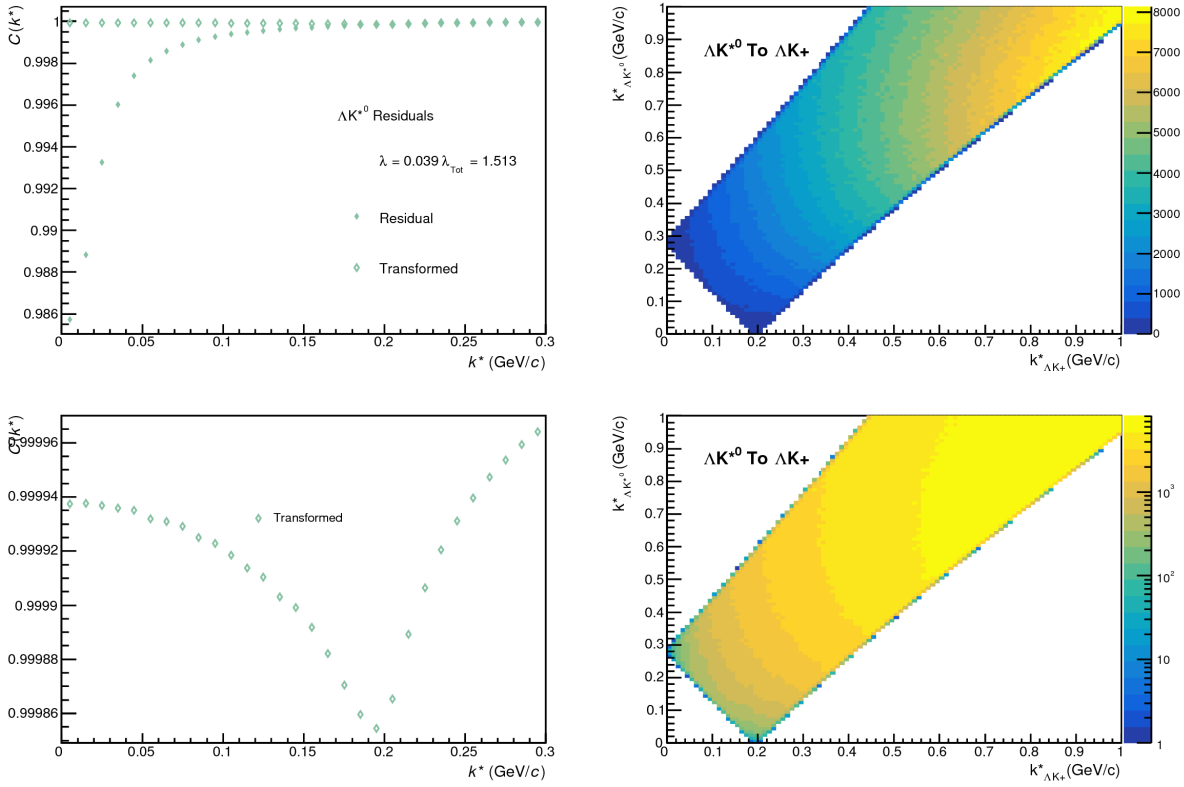 C(k*)
1
0.998
0.996
0.994
0.992
0.99
0.988
0.986
ΛK*⁰ Residuals
λ = 0.039 λ_Tot = 1.513
Residual
Transformed
0 0.05 0.1 0.15 0.2 0.25 0.3
k* (GeV/c)
k*_ΛK*⁰ (GeV/c)
ΛK*⁰ To ΛK+
1
0.9
0.8
0.7
0.6
0.5
0.4
0.3
0.2
0.1
0
0 0.1 0.2 0.3 0.4 0.5 0.6 0.7 0.8 0.9 1
k*_ΛK+ (GeV/c)
8000
7000
6000
5000
4000
3000
2000
1000
0
C(k*)
0.99996
0.99994
0.99992
0.9999
0.99988
0.99986
Transformed
0 0.05 0.1 0.15 0.2 0.25 0.3
k* (GeV/c)
k*_ΛK*⁰ (GeV/c)
ΛK*⁰ To ΛK+
1
0.9
0.8
0.7
0.6
0.5
0.4
0.3
0.2
0.1
0
0 0.1 0.2 0.3 0.4 0.5 0.6 0.7 0.8 0.9 1
k*_ΛK+ (GeV/c)
10³
10²
10
1